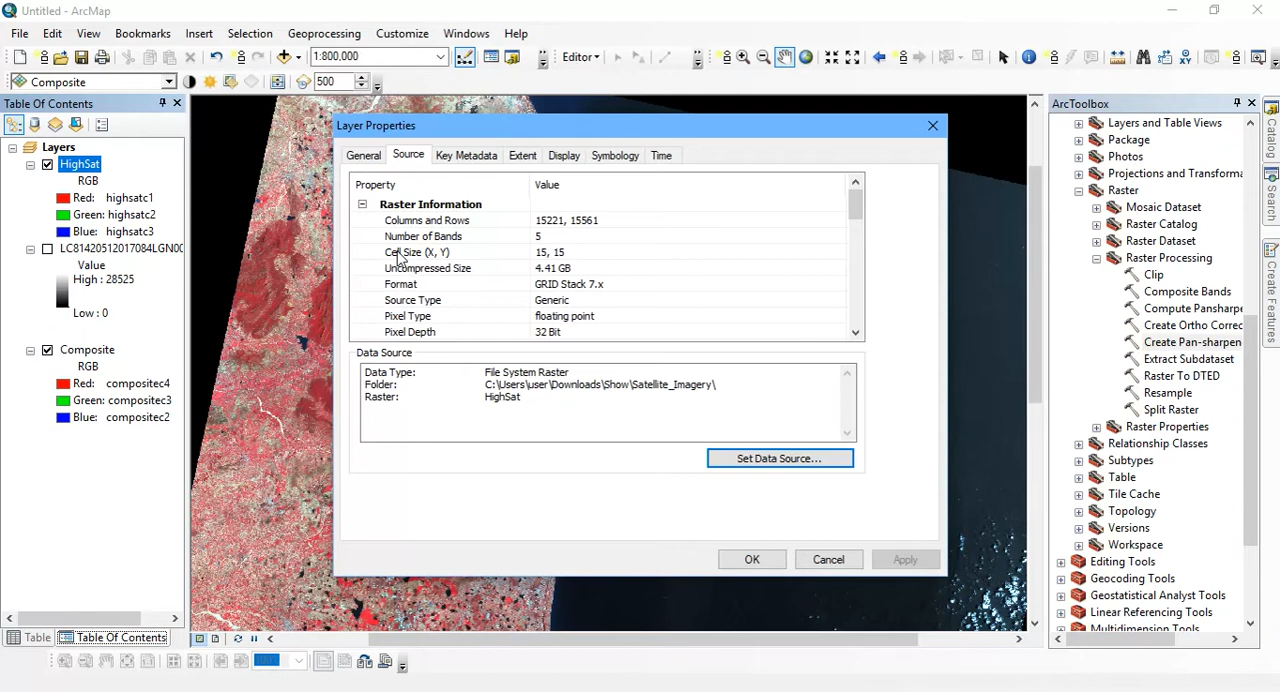 Untitled - ArcMap
File Edit View Bookmarks Insert Selection Geoprocessing Customize Windows Help
1:800,000
Editor
Composite
500
Table Of Contents
Layers
HighSat
RGB
Red: highsatc1
Green: highsatc2
Blue: highsatc3
LC81420512017084LGN00
Value
High : 28525
Low : 0
Composite
RGB
Red: compositec4
Green: compositec3
Blue: compositec2
Table
Table Of Contents
Layer Properties
General Source Key Metadata Extent Display Symbology Time
Property Value
Raster Information
Columns and Rows 15221, 15561
Number of Bands 5
Cell Size (X, Y) 15, 15
Uncompressed Size 4.41 GB
Format GRID Stack 7.x
Source Type Generic
Pixel Type floating point
Pixel Depth 32 Bit
Data Source
Data Type: File System Raster
Folder: C:\Users\user\Downloads\Show\Satellite_Imagery\
Raster: HighSat
Set Data Source...
OK Cancel Apply
ArcToolbox
Layers and Table Views
Package
Photos
Projections and Transforma
Raster
Mosaic Dataset
Raster Catalog
Raster Dataset
Raster Processing
Clip
Composite Bands
Compute Pansharpe
Create Ortho Correc
Create Pan-sharpen
Extract Subdataset
Raster To DTED
Resample
Split Raster
Raster Properties
Relationship Classes
Subtypes
Table
Tile Cache
Topology
Versions
Workspace
Editing Tools
Geocoding Tools
Geostatistical Analyst Tools
Linear Referencing Tools
Multidimension Tools
Catalog
Search
Create Features